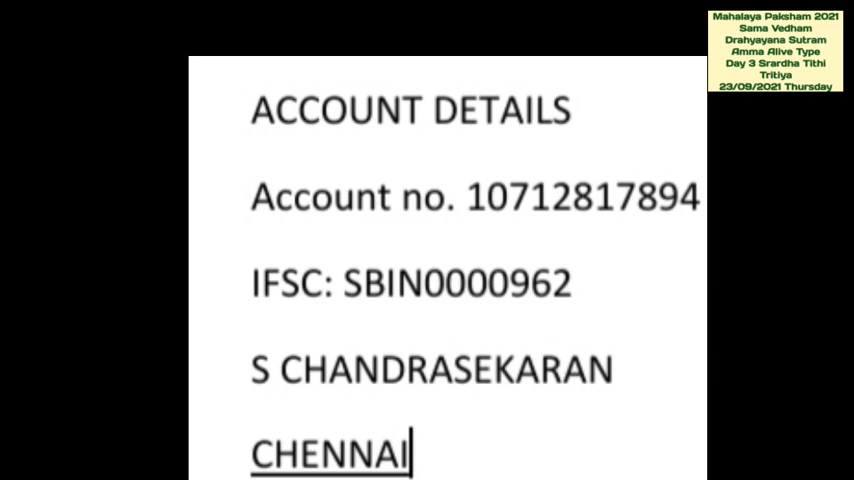 Mahalaya Paksham 2021
Sama Vedham
Drahyayana Sutram
Amma Alive Type
Day 3 Srardha Tithi
Tritiya
23/09/2021 Thursday
ACCOUNT DETAILS
Account no. 10712817894
IFSC: SBIN0000962
S CHANDRASEKARAN
CHENNAI